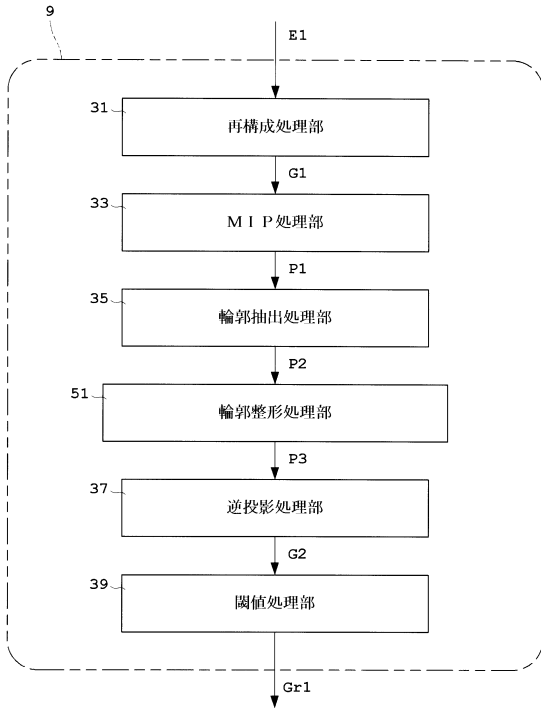 9
E1
31
再構成処理部
G1
33
ＭＩＰ処理部
P1
35
輪郭抽出処理部
P2
51
輪郭整形処理部
P3
37
逆投影処理部
G2
39
閾値処理部
Gr1